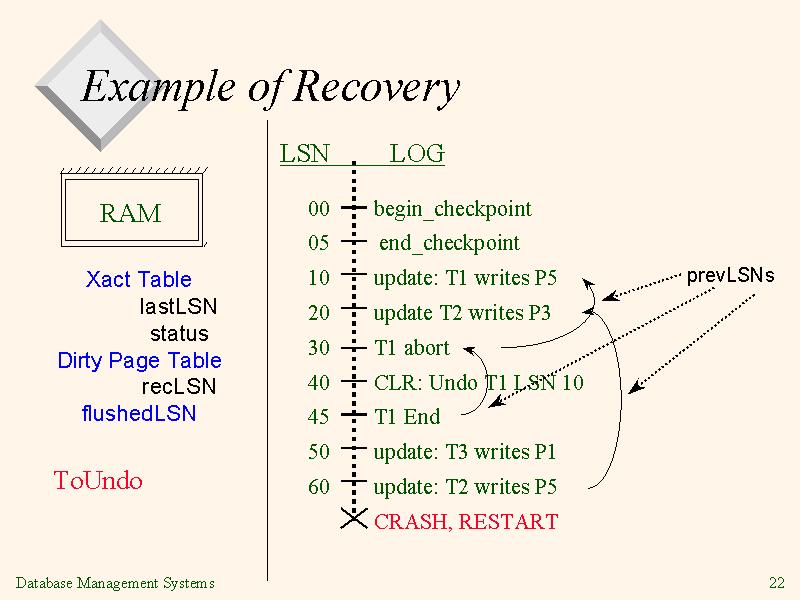 Example of Recovery
LSN LOG
RAM
Xact Table
lastLSN
status
Dirty Page Table
recLSN
flushedLSN
ToUndo
00 begin_checkpoint
05 end_checkpoint
10 update: T1 writes P5
20 update T2 writes P3
30 T1 abort
40 CLR: Undo T1 LSN 10
45 T1 End
50 update: T3 writes P1
60 update: T2 writes P5
CRASH, RESTART
prevLSNs
Database Management Systems
22